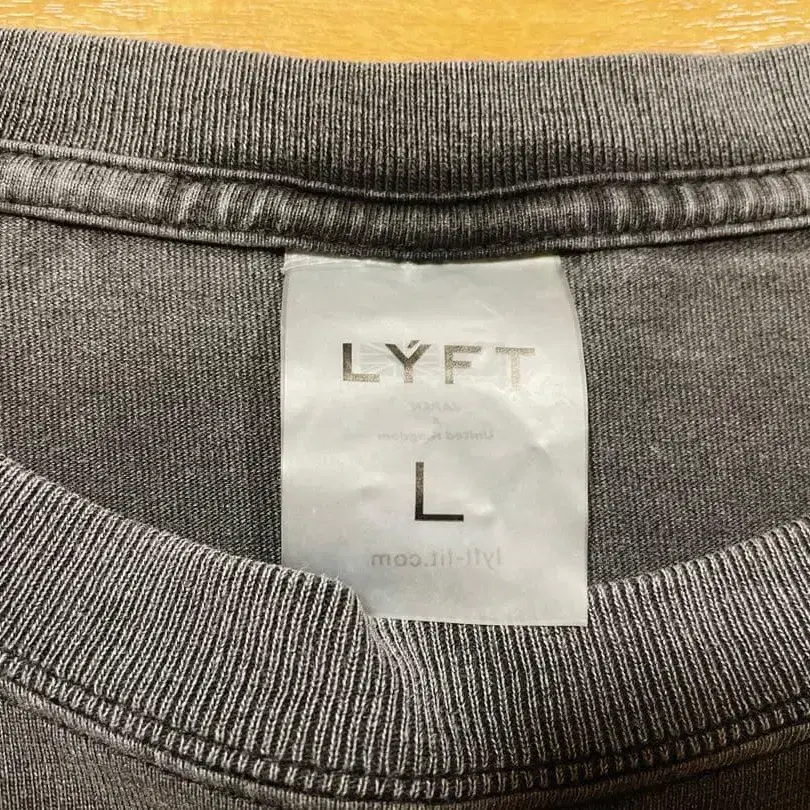 LÝFT
JAPAN
&
United Kingdom
L
lyft-fit.com